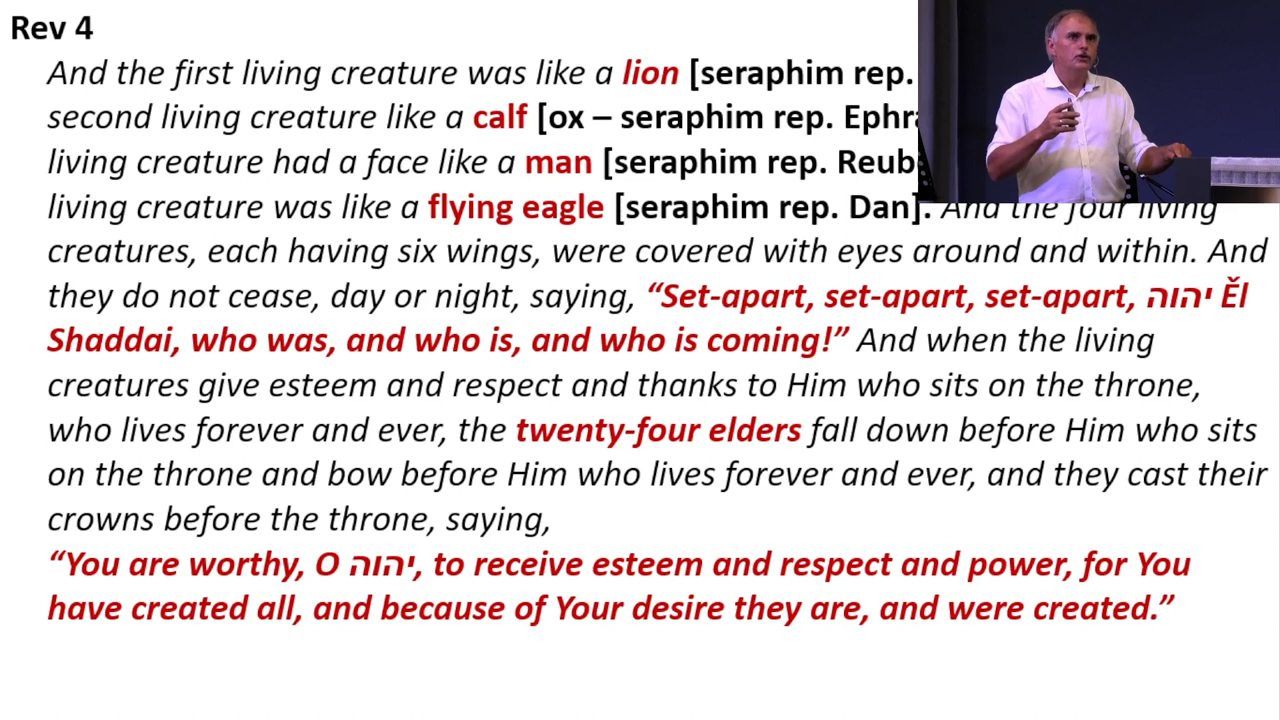 Rev 4
And the first living creature was like a lion [seraphim rep.
second living creature like a calf [ox – seraphim rep.
living creature had a face like a man [seraphim rep.
living creature was like a flying eagle [seraphim rep. Dan]. And the four living
creatures, each having six wings, were covered with eyes around and within. And
they do not cease, day or night, saying, “Set-apart, set-apart, set-apart, יהוה Ěl
Shaddai, who was, and who is, and who is coming!” And when the living
creatures give esteem and respect and thanks to Him who sits on the throne,
who lives forever and ever, the twenty-four elders fall down before Him who sits
on the throne and bow before Him who lives forever and ever, and they cast their
crowns before the throne, saying,
“You are worthy, O יהוה, to receive esteem and respect and power, for You
have created all, and because of Your desire they are, and were created.”